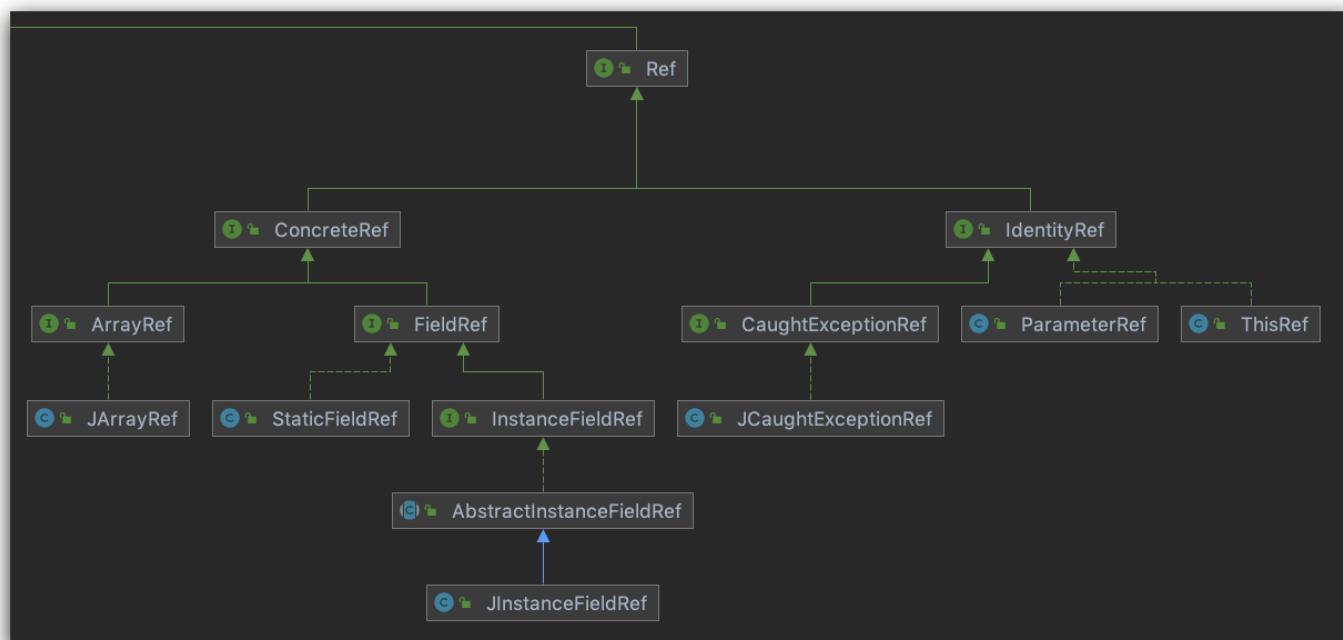 Ref
ConcreteRef
IdentityRef
ArrayRef
FieldRef
CaughtExceptionRef
ParameterRef
ThisRef
JArrayRef
StaticFieldRef
InstanceFieldRef
JCaughtExceptionRef
AbstractInstanceFieldRef
JInstanceFieldRef